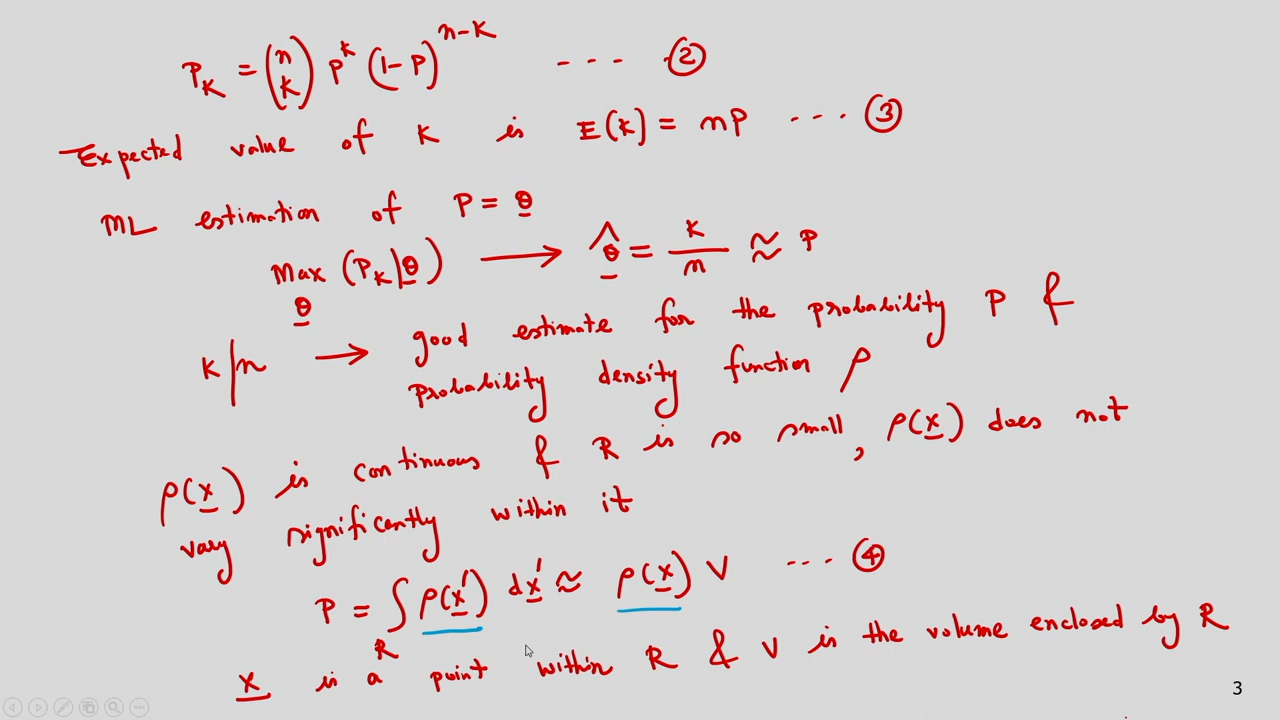 P_K = (n k) P^k (1-P)^{n-K} --- ②
Expected value of K is E(k) = nP --- ③
ML estimation of P = θ
Max (P_K|θ) → θ̂ = K/n ≈ P
θ
K/n → good estimate for the probability P &
Probability density function p
p(x) is continuous & R is so small, p(x) does not
vary significantly within it
P = ∫ p(x') dx' ≈ p(x) V --- ④
R
x is a point within R & V is the volume enclosed by R
3